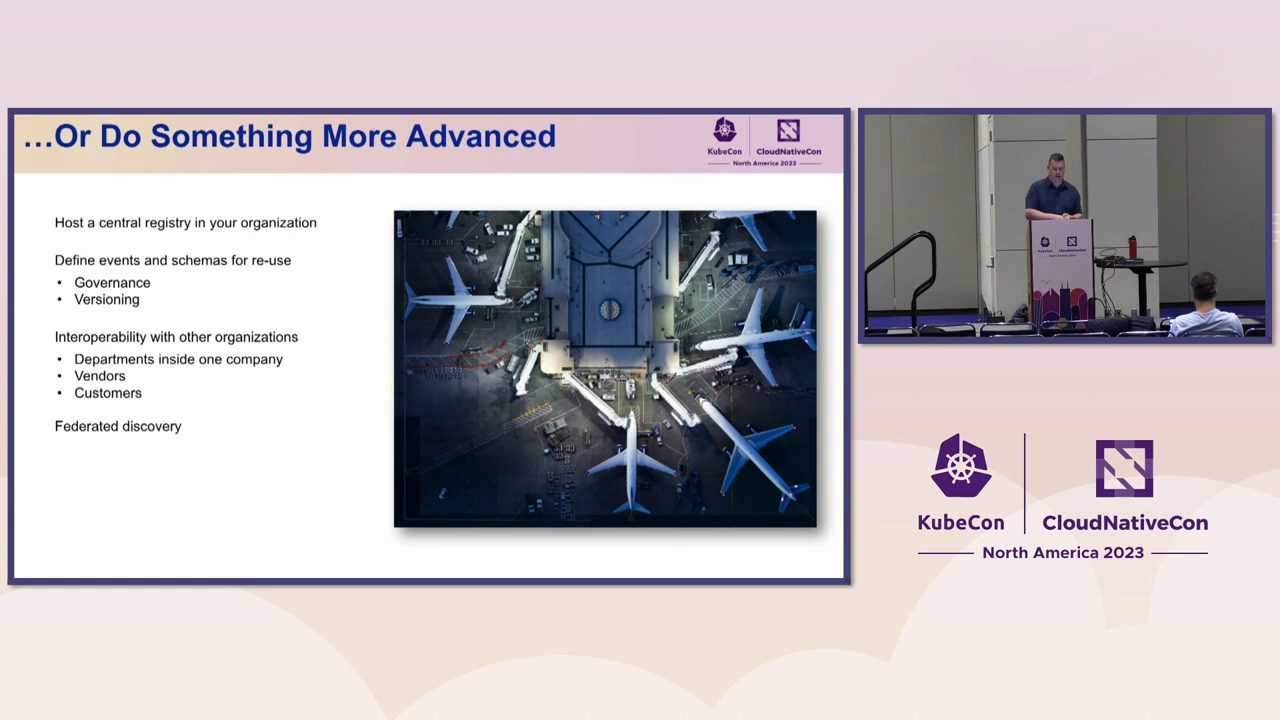 …Or Do Something More Advanced
KubeCon
CloudNativeCon
North America 2023
Host a central registry in your organization
Define events and schemas for re-use
• Governance
• Versioning
Interoperability with other organizations
• Departments inside one company
• Vendors
• Customers
Federated discovery
KubeCon
CloudNativeCon
North America 2023